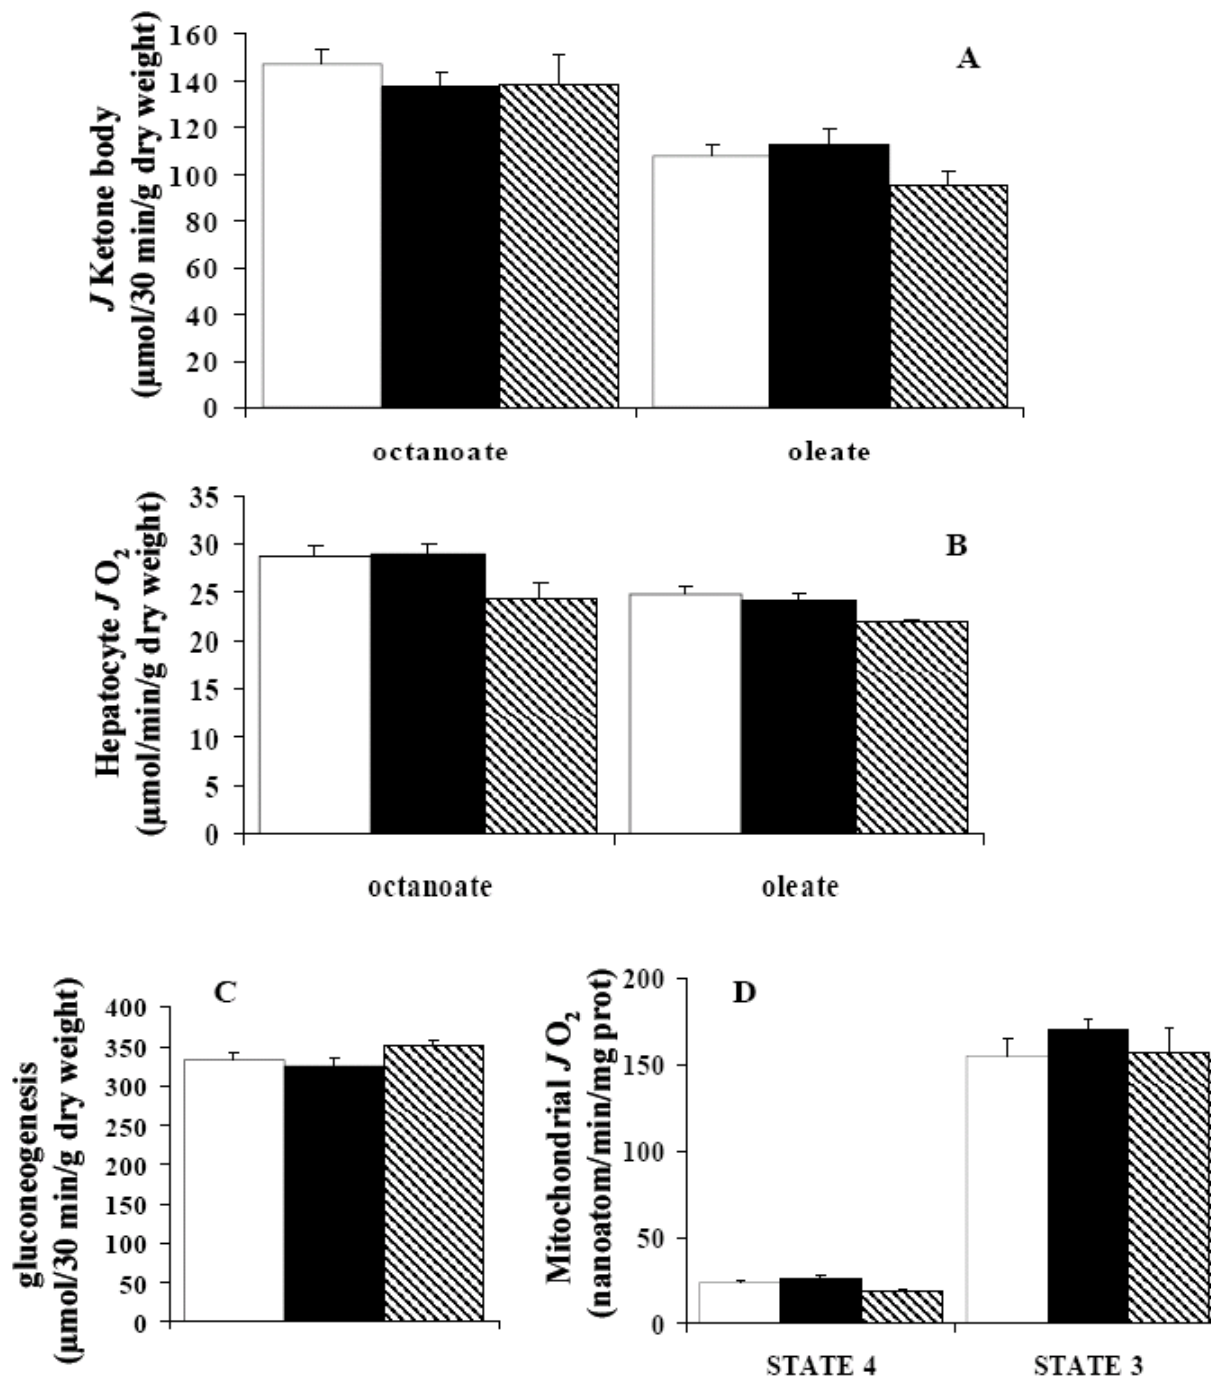 A
J Ketone body
(µmol/30 min/g dry weight)
160
140
120
100
80
60
40
20
0
octanoate
oleate
B
Hepatocyte J O₂
(µmol/min/g dry weight)
35
30
25
20
15
10
5
0
octanoate
oleate
C
gluconeogenesis
(µmol/30 min/g dry weight)
400
350
300
250
200
150
100
50
0
D
Mitochondrial J O₂
(nanoatom/min/mg prot)
200
150
100
50
0
STATE 4
STATE 3